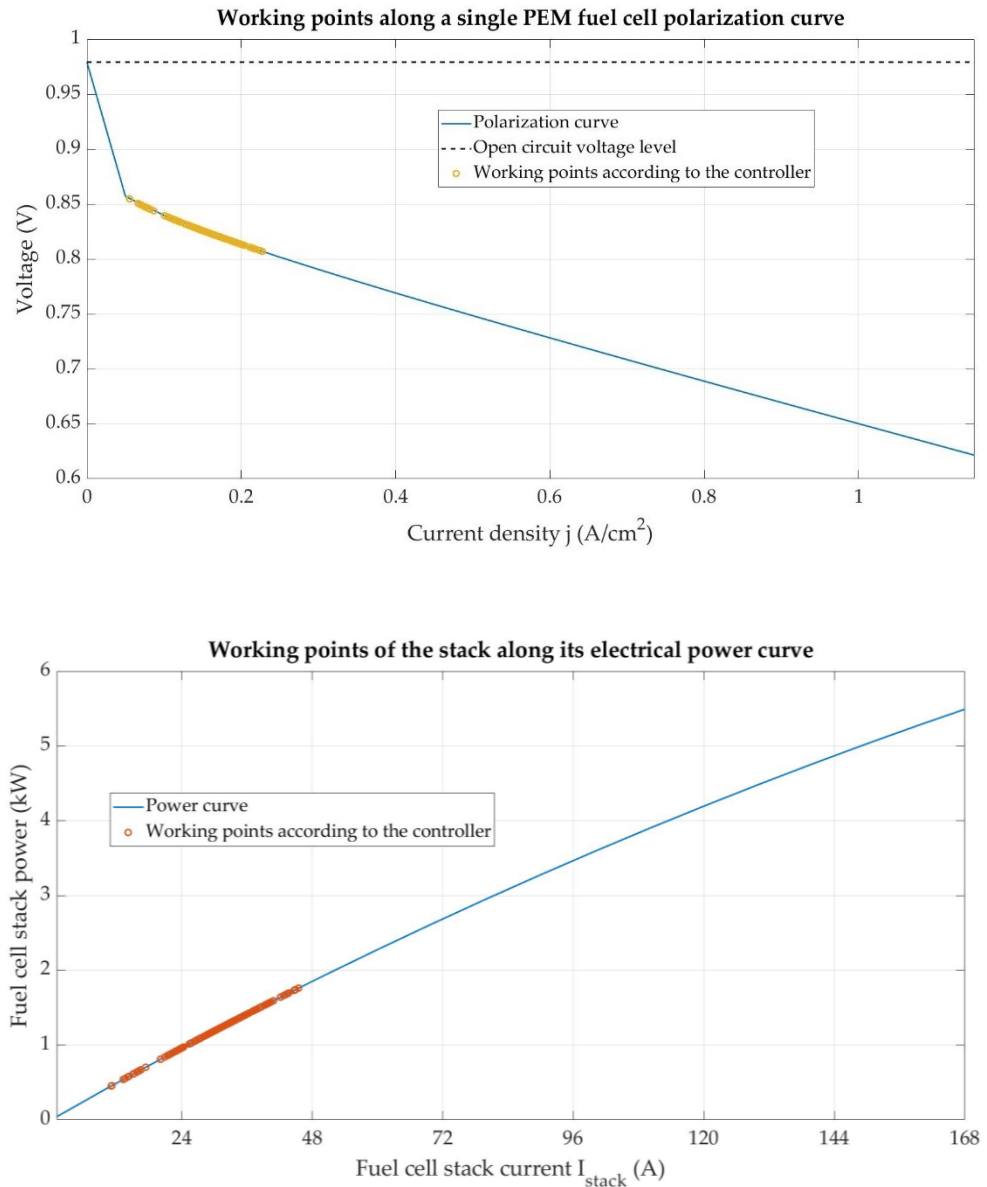 Working points along a single PEM fuel cell polarization curve
1
0.95
0.9
0.85
0.8
0.75
0.7
0.65
0.6
Voltage (V)
Polarization curve
Open circuit voltage level
Working points according to the controller
0
0.2
0.4
0.6
0.8
1
Current density j (A/cm²)
Working points of the stack along its electrical power curve
6
5
4
3
2
1
0
Fuel cell stack power (kW)
Power curve
Working points according to the controller
24
48
72
96
120
144
168
Fuel cell stack current I_stack (A)